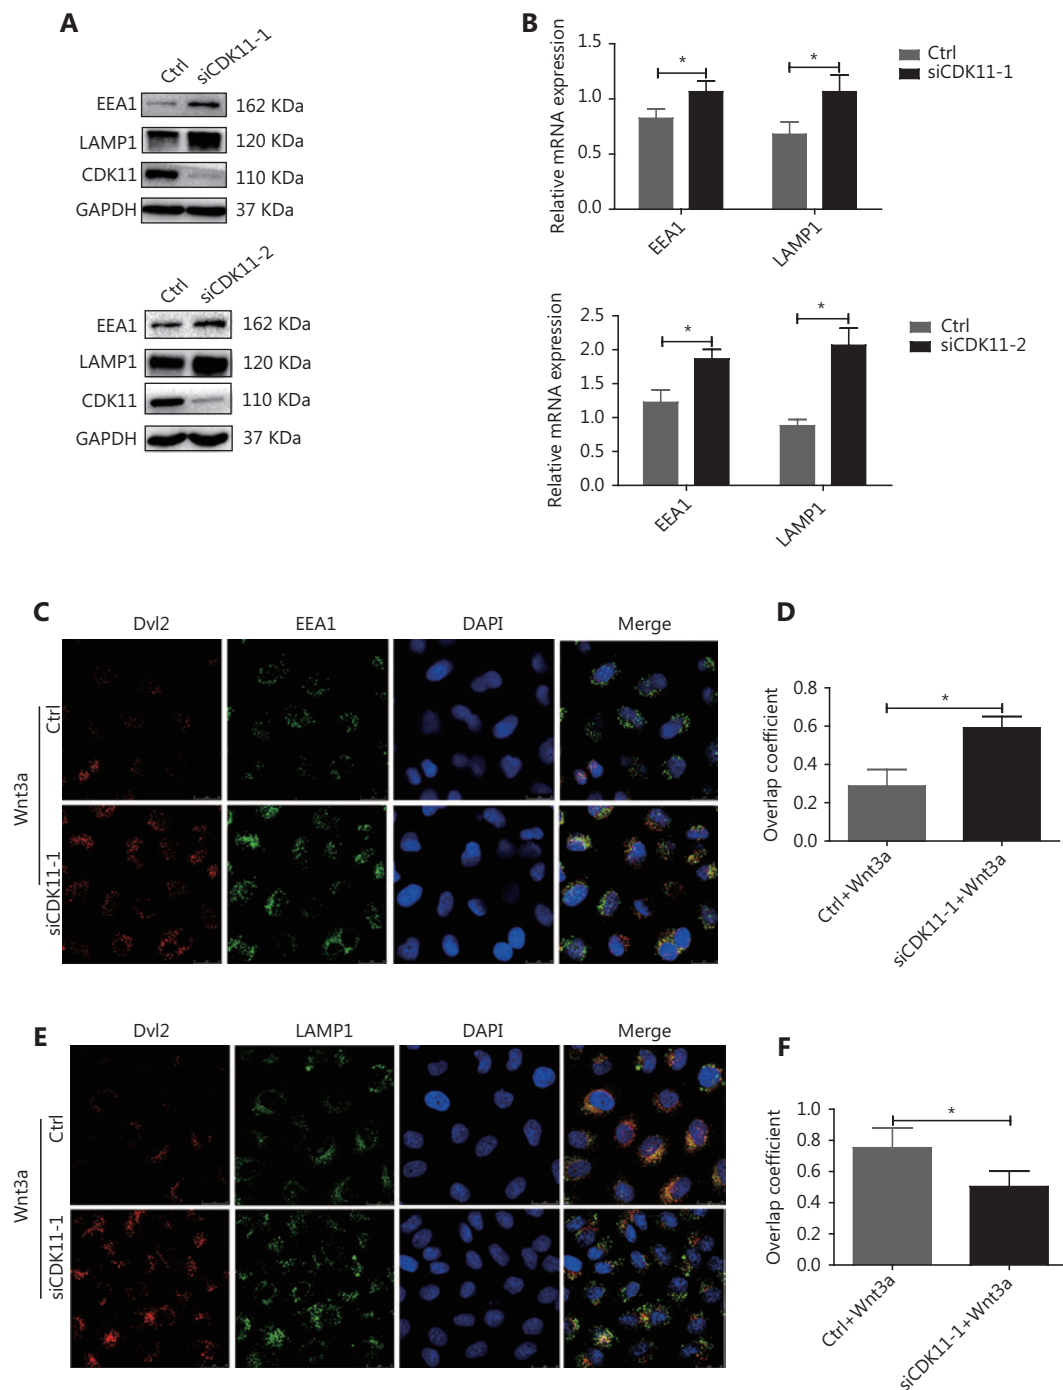 A
Ctrl
siCDK11-1
EEA1
162 KDa
LAMP1
120 KDa
CDK11
110 KDa
GAPDH
37 KDa
Ctrl
siCDK11-2
EEA1
162 KDa
LAMP1
120 KDa
CDK11
110 KDa
GAPDH
37 KDa
B
Relative mRNA expression
1.5
1.0
0.5
0.0
*
*
EEA1
LAMP1
Ctrl
siCDK11-1
Relative mRNA expression
2.5
2.0
1.5
1.0
0.5
0.0
*
*
EEA1
LAMP1
Ctrl
siCDK11-2
C
Dvl2
EEA1
DAPI
Merge
Wnt3a
Ctrl
siCDK11-1
D
Overlap coefficient
0.8
0.6
0.4
0.2
0.0
*
Ctrl+Wnt3a
siCDK11-1+Wnt3a
E
Dvl2
LAMP1
DAPI
Merge
Wnt3a
Ctrl
siCDK11-1
F
Overlap coefficient
1.0
0.8
0.6
0.4
0.2
0.0
*
Ctrl+Wnt3a
siCDK11-1+Wnt3a